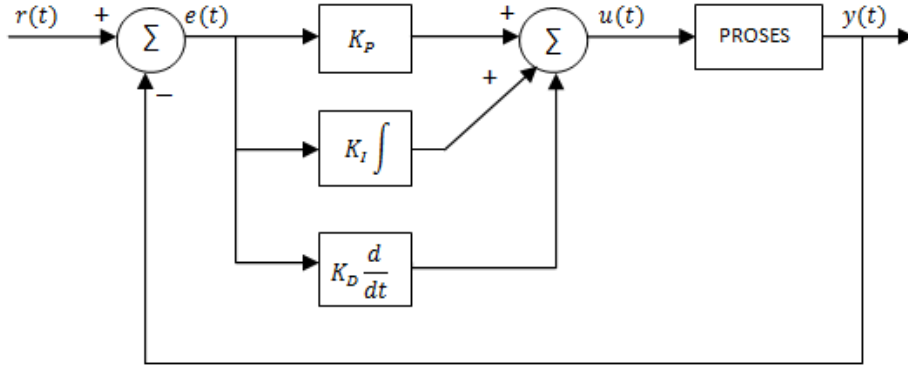 r(t)
+
Σ
−
e(t)
K_P
K_I ∫
K_D d/dt
+
+
Σ
u(t)
PROSES
y(t)